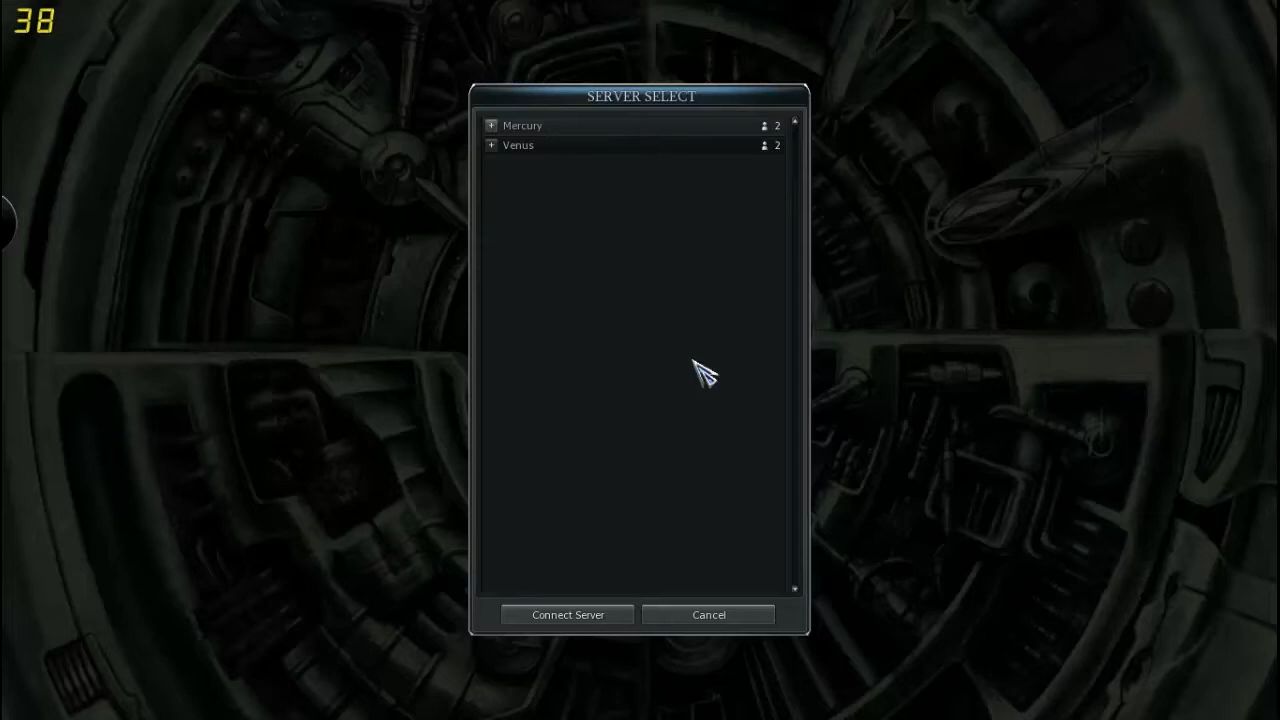 38
SERVER SELECT
+ Mercury 2
+ Venus 2
Connect Server Cancel